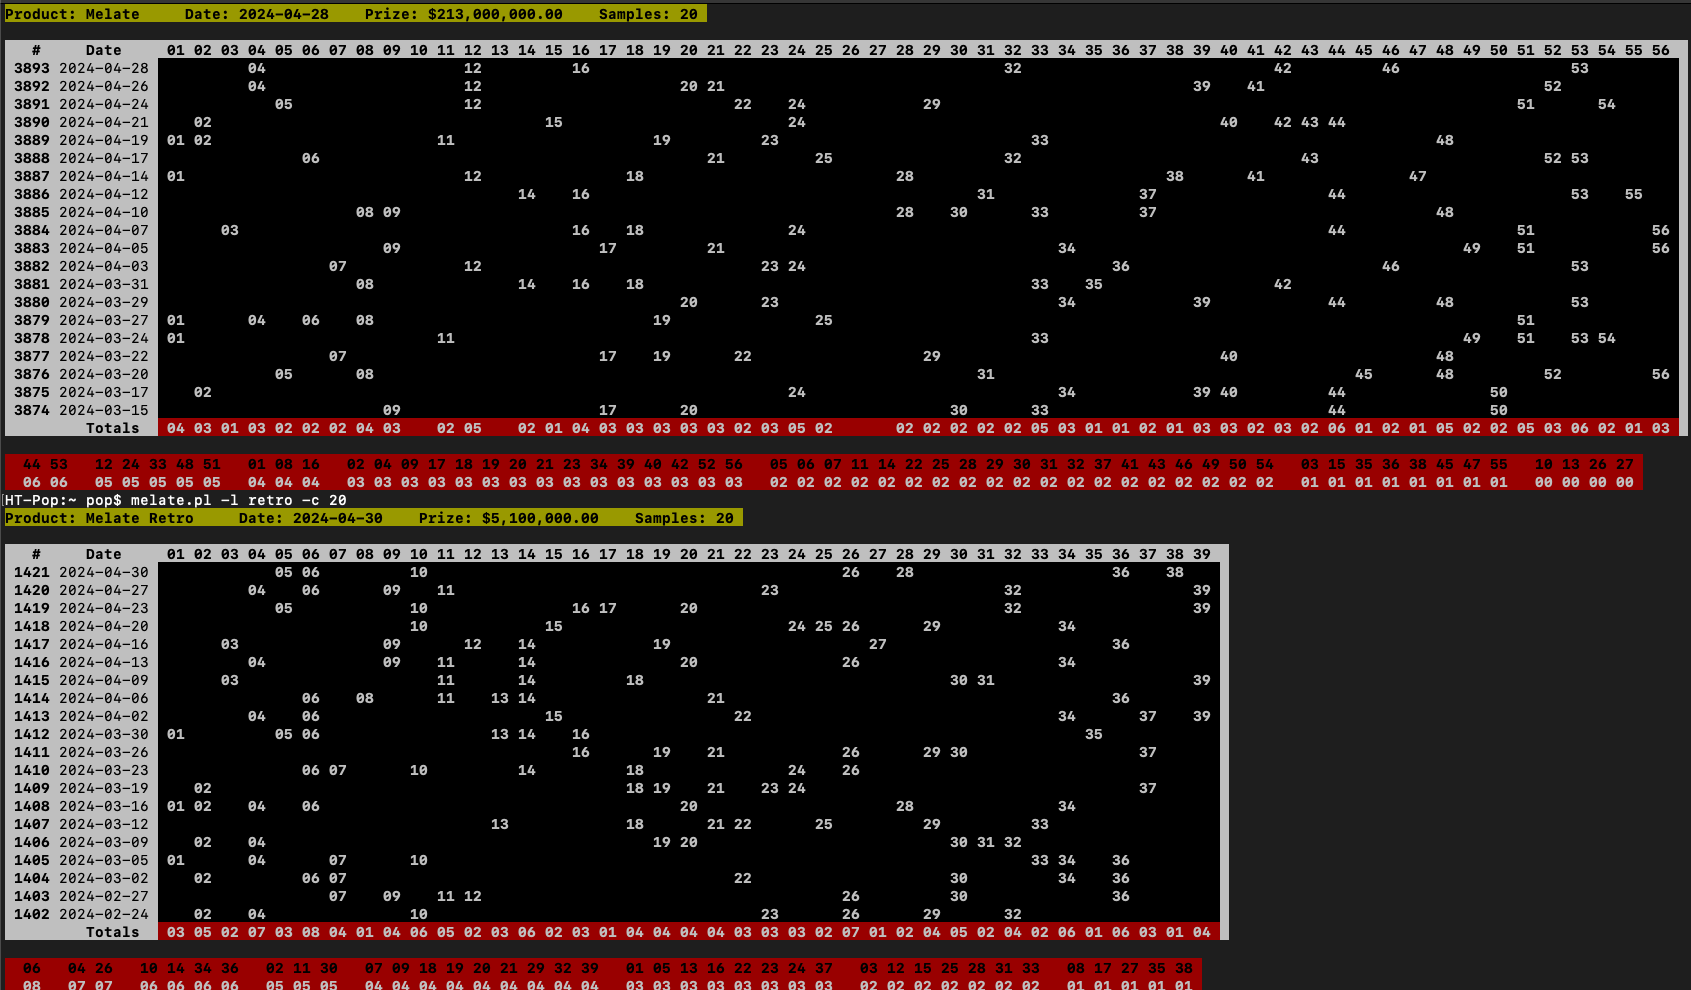 Product: Melate     Date: 2024-04-28    Prize: $213,000,000.00    Samples: 20
# Date 01 02 03 04 05 06 07 08 09 10 11 12 13 14 15 16 17 18 19 20 21 22 23 24 25 26 27 28 29 30 31 32 33 34 35 36 37 38 39 40 41 42 43 44 45 46 47 48 49 50 51 52 53 54 55 56
3893 2024-04-28 04 12 16 32 42 46 53
3892 2024-04-26 04 12 20 21 39 41 52
3891 2024-04-24 05 12 22 24 29 51 54
3890 2024-04-21 02 15 24 40 42 43 44
3889 2024-04-19 01 02 11 19 23 33 48
3888 2024-04-17 06 21 25 32 43 52 53
3887 2024-04-14 01 12 18 28 38 41 47
3886 2024-04-12 14 16 31 37 44 53 55
3885 2024-04-10 08 09 28 30 33 37 48
3884 2024-04-07 03 16 18 24 44 51 56
3883 2024-04-05 09 17 21 34 49 51 56
3882 2024-04-03 07 12 23 24 36 46 53
3881 2024-03-31 08 14 16 18 33 35 42
3880 2024-03-29 20 23 34 39 44 48 53
3879 2024-03-27 01 04 06 08 19 25 51
3878 2024-03-24 01 11 33 49 51 53 54
3877 2024-03-22 07 17 19 22 29 40 48
3876 2024-03-20 05 08 31 45 48 52 56
3875 2024-03-17 02 24 34 39 40 44 50
3874 2024-03-15 09 17 20 30 33 44 50
Totals 04 03 01 03 02 02 02 04 03 02 05 02 01 04 03 03 03 03 03 02 03 05 02 02 02 02 02 02 05 03 01 01 02 01 03 03 02 03 02 06 01 02 01 05 02 02 05 03 06 02 01 03
44 53 12 24 33 48 51 01 08 16 02 04 09 17 18 19 20 21 23 34 39 40 42 52 56 05 06 07 11 14 22 25 28 29 30 31 32 37 41 43 46 49 50 54 03 15 35 36 38 45 47 55 10 13 26 27
06 06 05 05 05 05 05 04 04 04 03 03 03 03 03 03 03 03 03 03 03 03 03 03 03 02 02 02 02 02 02 02 02 02 02 02 02 02 02 02 02 02 02 02 01 01 01 01 01 01 01 01 00 00 00 00
HT-Pop:~ pop$ melate.pl -l retro -c 20
Product: Melate Retro     Date: 2024-04-30    Prize: $5,100,000.00    Samples: 20
# Date 01 02 03 04 05 06 07 08 09 10 11 12 13 14 15 16 17 18 19 20 21 22 23 24 25 26 27 28 29 30 31 32 33 34 35 36 37 38 39
1421 2024-04-30 05 06 10 26 28 36 38
1420 2024-04-27 04 06 09 11 23 32 39
1419 2024-04-23 05 10 16 17 20 32 39
1418 2024-04-20 10 15 24 25 26 29 34
1417 2024-04-16 03 09 12 14 19 27 36
1416 2024-04-13 04 09 11 14 20 26 34
1415 2024-04-09 03 11 14 18 30 31 39
1414 2024-04-06 06 08 11 13 14 21 36
1413 2024-04-02 04 06 15 22 34 37 39
1412 2024-03-30 01 05 06 13 14 16 35
1411 2024-03-26 16 19 21 26 29 30 37
1410 2024-03-23 06 07 10 14 18 24 26
1409 2024-03-19 02 18 19 21 23 24 37
1408 2024-03-16 01 02 04 06 20 28 34
1407 2024-03-12 13 18 21 22 25 29 33
1406 2024-03-09 02 04 19 20 30 31 32
1405 2024-03-05 01 04 07 10 33 34 36
1404 2024-03-02 02 06 07 22 30 34 36
1403 2024-02-27 07 09 11 12 26 30 36
1402 2024-02-24 02 04 10 23 26 29 32
Totals 03 05 02 07 03 08 04 01 04 06 05 02 03 06 02 03 01 04 04 04 04 03 03 03 02 07 01 02 04 05 02 04 02 06 01 06 03 01 04
06 04 26 10 14 34 36 02 11 30 07 09 18 19 20 21 29 32 39 01 05 13 16 22 23 24 37 03 12 15 25 28 31 33 08 17 27 35 38
08 07 07 06 06 06 06 05 05 05 04 04 04 04 04 04 04 04 04 03 03 03 03 03 03 03 03 02 02 02 02 02 02 02 01 01 01 01 01